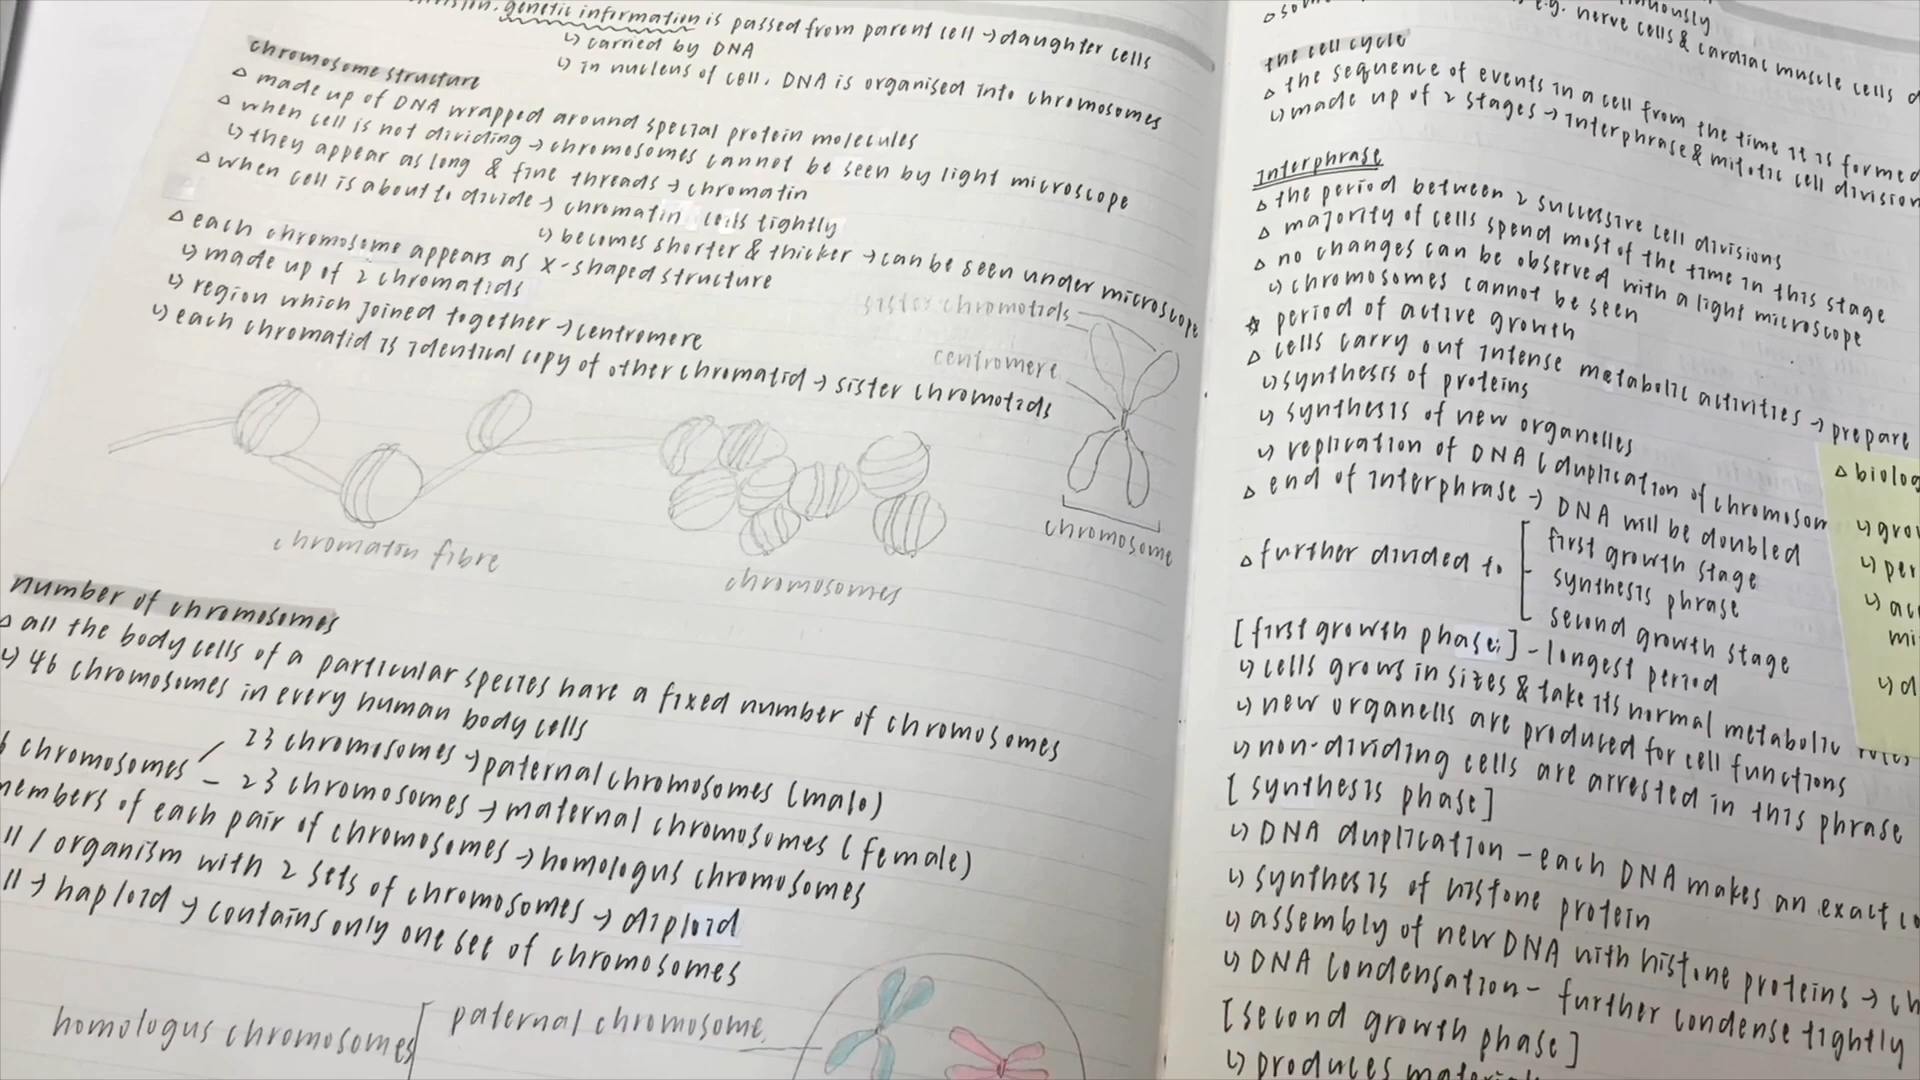 genetic information is passed from parent cell → daughter cells
↳ carried by DNA
↳ in nucleus of cell, DNA is organised into chromosomes
chromosome structure
△ made up of DNA wrapped around special protein molecules
△ when cell is not dividing → chromosomes cannot be seen by light microscope
↳ they appear as long & fine threads → chromatin
△ when cell is about to divide → chromatin coils tightly
↳ becomes shorter & thicker → can be seen under microscope
△ each chromosome appears as X-shaped structure
↳ made up of 2 chromatids
↳ region which joined together → centromere
↳ each chromatid is identical copy of other chromatid → sister chromotids
sister chromotids
centromere
chromosome
chromaton fibre
chromosomes
number of chromosomes
△ all the body cells of a particular species have a fixed number of chromosomes
↳ 46 chromosomes in every human body cells
chromosomes
23 chromosomes → paternal chromosomes (male)
23 chromosomes → maternal chromosomes (female)
members of each pair of chromosomes → homologus chromosomes
/ organism with 2 sets of chromosomes → diploid
→ haploid → contains only one set of chromosomes
homologus chromosomes
paternal chromosome
e.g. nerve cells & cardiac muscle cells
the cell cycle
△ the sequence of events in a cell from the time it is formed
↳ made up of 2 stages → interphrase & mitotic cell division
interphrase
△ the period between 2 successive cell divisions
△ majority of cells spend most of the time in this stage
△ no changes can be observed with a light microscope
↳ chromosomes cannot be seen
☆ period of active growth
△ cells carry out intense metabolic activities → prepare
↳ synthesis of proteins
↳ synthesis of new organelles
↳ replication of DNA (duplication of chromosom
△ end of interphrase → DNA will be doubled
△ further divided to
first growth stage
synthesis phrase
second growth stage
[first growth phase:] - longest period
↳ cells grows in sizes & take its normal metabolic
↳ new organells are produced for cell functions
↳ non-dividing cells are arrested in this phrase
[synthesis phase]
↳ DNA duplication - each DNA makes an exact co
↳ synthesis of histone protein
↳ assembly of new DNA with histone proteins → ch
↳ DNA condensation - further condense tightly
[second growth phase]
↳ produces
△ biolog
↳ grow
↳ per
↳ ac
mi
↳ d